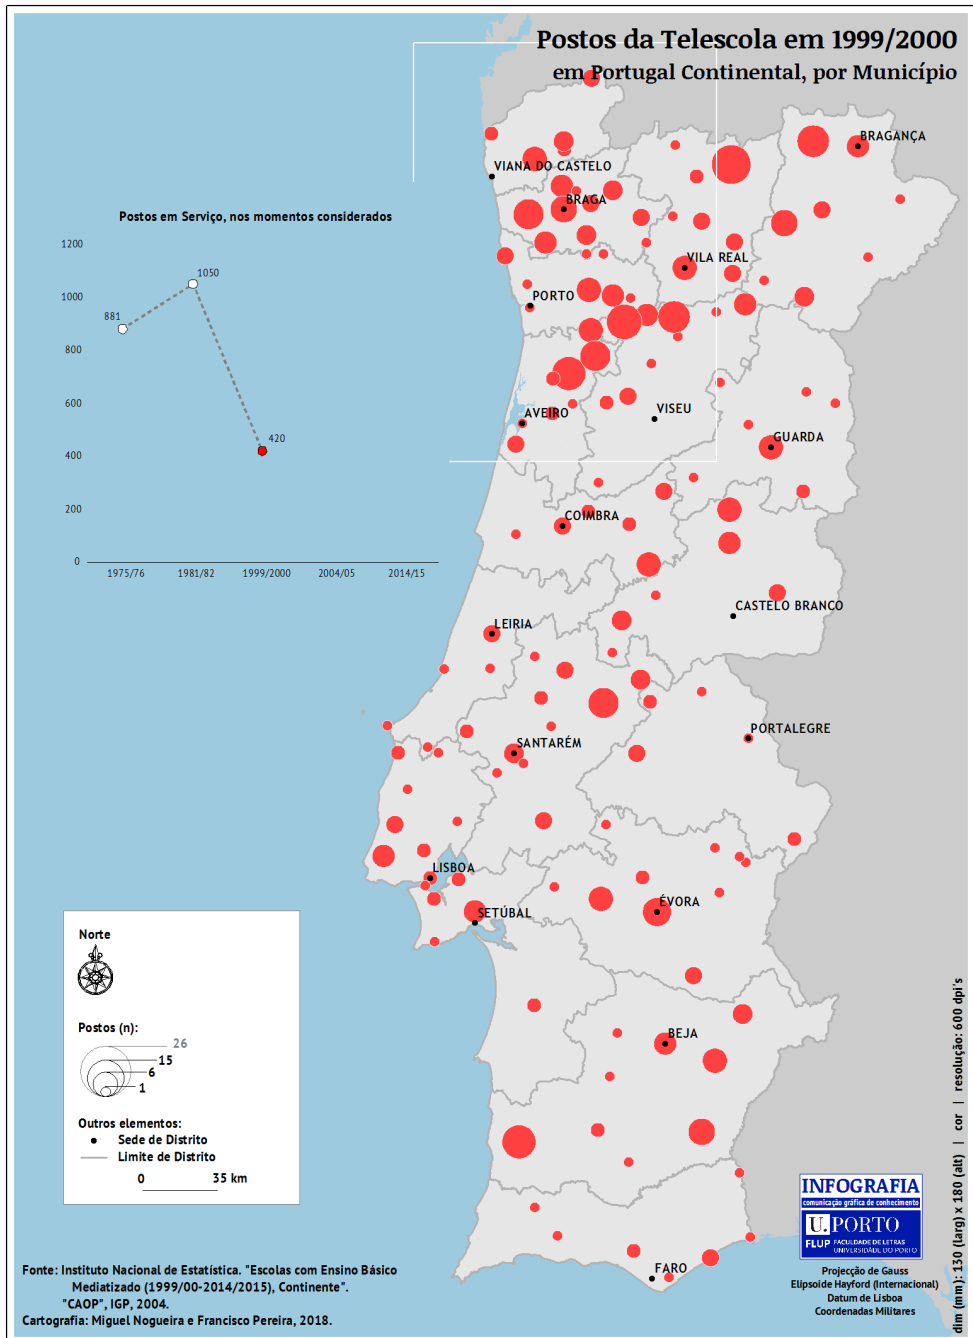 Postos da Telescola em 1999/2000
em Portugal Continental, por Município
BRAGANÇA
VIANA DO CASTELO
BRAGA
Postos em Serviço, nos momentos considerados
1200
1000
800
600
400
200
0
881
1050
420
1975/76
1981/82
1999/2000
2004/05
2014/15
VILA REAL
PORTO
AVEIRO
VISEU
GUARDA
COIMBRA
CASTELO BRANCO
LEIRIA
PORTALEGRE
SANTARÉM
LISBOA
SETÚBAL
ÉVORA
BEJA
FARO
Norte
Postos (n):
26
15
6
1
Outros elementos:
Sede de Distrito
Limite de Distrito
0 35 km
Fonte: Instituto Nacional de Estatística. "Escolas com Ensino Básico
Mediatizado (1999/00-2014/2015), Continente".
"CAOP", IGP, 2004.
Cartografia: Miguel Nogueira e Francisco Pereira, 2018.
INFOGRAFIA
comunicação gráfica de conhecimento
U. PORTO
FLUP FACULDADE DE LETRAS
UNIVERSIDADE DO PORTO
Projecção de Gauss
Elipsoide Hayford (Internacional)
Datum de Lisboa
Coordenadas Militares
dim (mm): 130 (larg) x 180 (alt) | cor | resolução: 600 dpi's